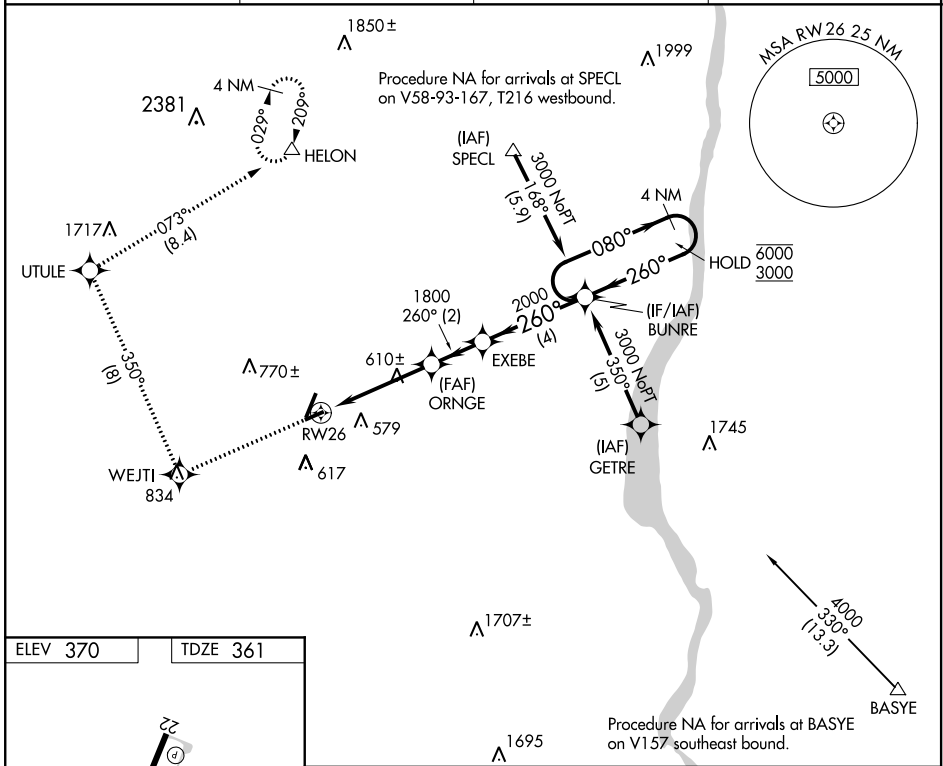 1850±
1999
MSA RW26 25 NM
5000
4 NM
2381
029°
209°
HELON
Procedure NA for arrivals at SPECL
on V58-93-167, T216 westbound.
(IAF)
SPECL
3000 NoPT
168°
(5.9)
4 NM
080°
260°
HOLD
6000
3000
1717
073°
(8.4)
UTULE
1800
260° (2)
2000
260°
(4)
(IF/IAF)
BUNRE
350°
(8)
770±
610±
EXEBE
(FAF)
ORNGE
3000 NoPT
350°
(5)
RW26
579
617
1745
(IAF)
GETRE
WEJTI
834
1707±
4000
330°
(13.3)
BASYE
ELEV 370
TDZE 361
22
P
1695
Procedure NA for arrivals at BASYE
on V157 southeast bound.